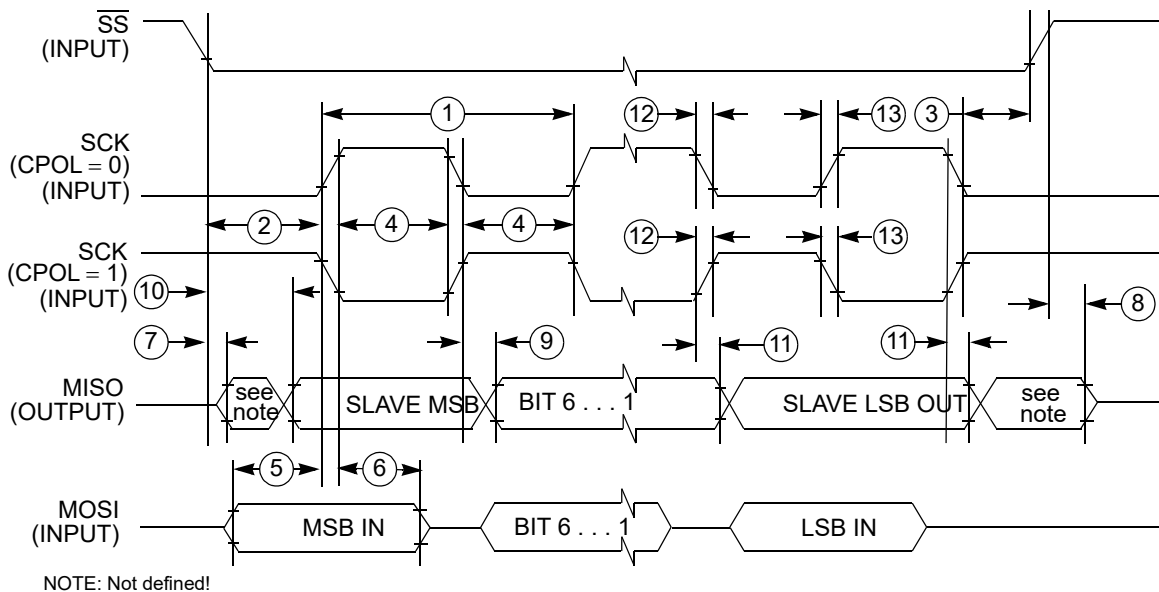 SS
(INPUT)
1
12
13
3
SCK
(CPOL = 0)
(INPUT)
2
4
4
SCK
(CPOL = 1)
(INPUT)
12
13
10
8
7
9
11
11
MISO
(OUTPUT)
see
note
SLAVE MSB
BIT 6 . . . 1
SLAVE LSB OUT
see
note
5
6
MOSI
(INPUT)
MSB IN
BIT 6 . . . 1
LSB IN
NOTE: Not defined!